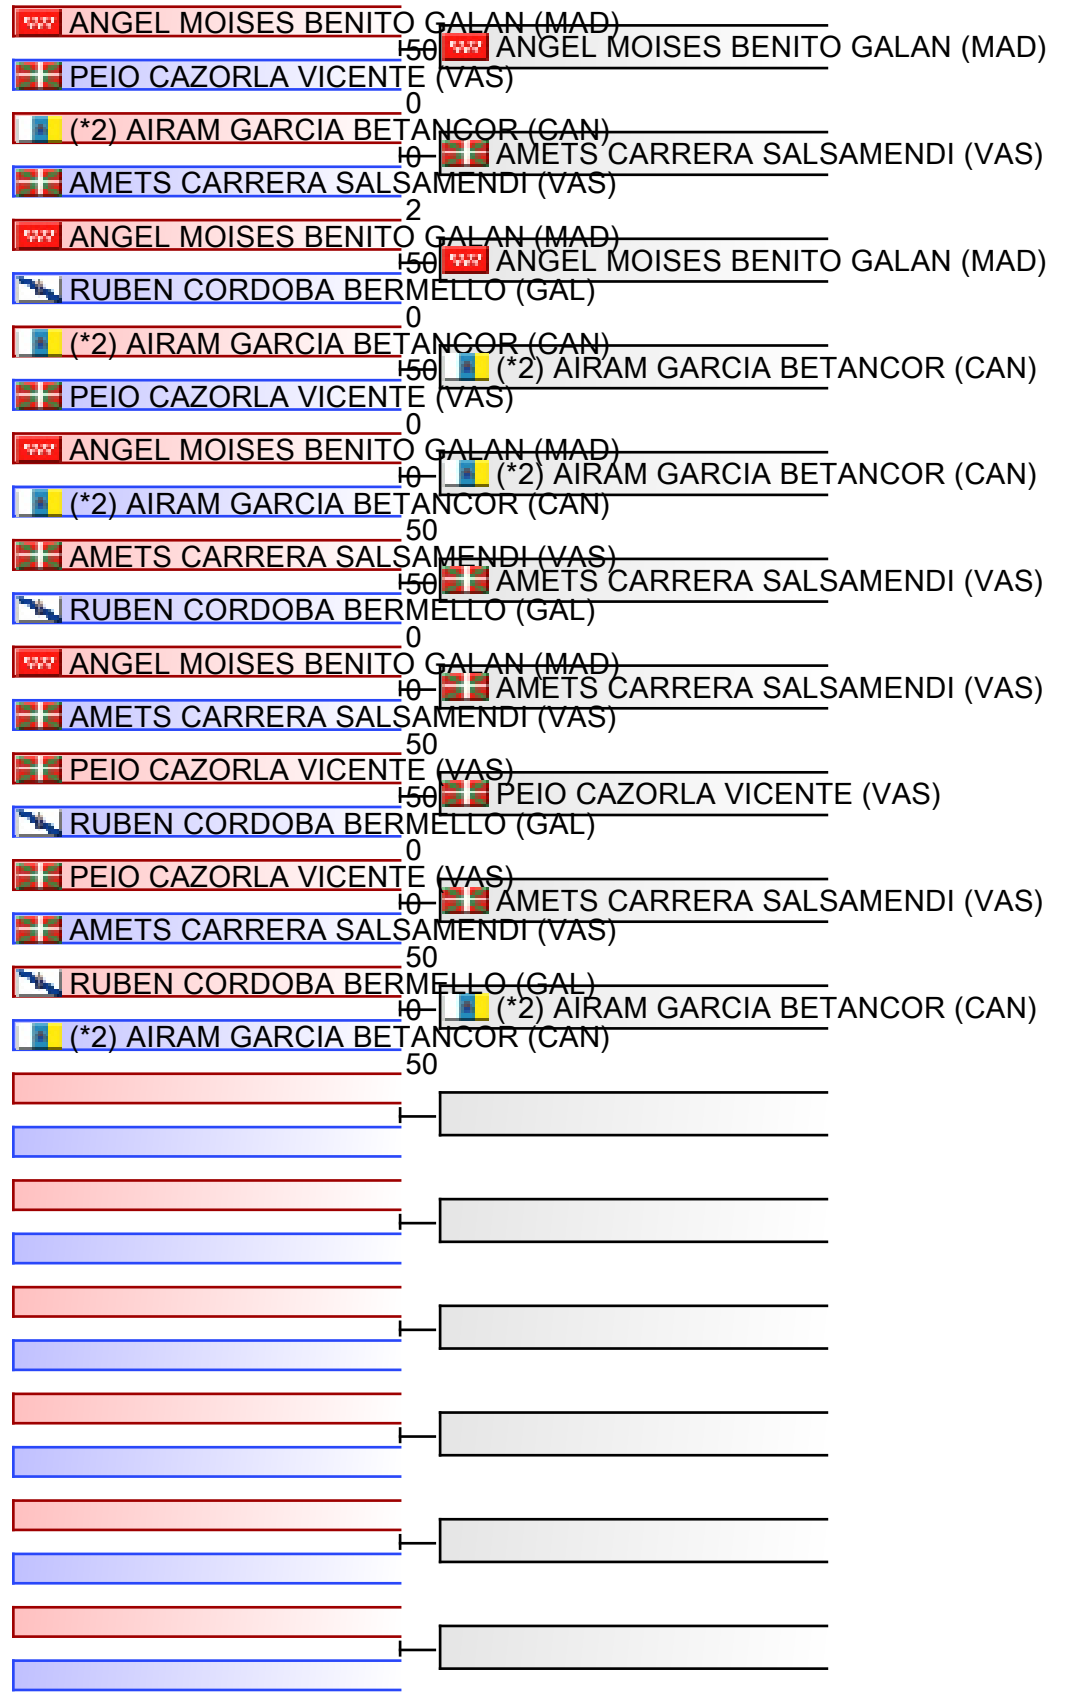 ANGEL MOISES BENITO GALAN (MAD)
50 ANGEL MOISES BENITO GALAN (MAD)
PEIO CAZORLA VICENTE (VAS)
0
(*2) AIRAM GARCIA BETANCOR (CAN)
0 AMETS CARRERA SALSAMENDI (VAS)
AMETS CARRERA SALSAMENDI (VAS)
2
ANGEL MOISES BENITO GALAN (MAD)
50 ANGEL MOISES BENITO GALAN (MAD)
RUBEN CORDOBA BERMELLO (GAL)
0
(*2) AIRAM GARCIA BETANCOR (CAN)
50 (*2) AIRAM GARCIA BETANCOR (CAN)
PEIO CAZORLA VICENTE (VAS)
0
ANGEL MOISES BENITO GALAN (MAD)
0 (*2) AIRAM GARCIA BETANCOR (CAN)
(*2) AIRAM GARCIA BETANCOR (CAN)
50
AMETS CARRERA SALSAMENDI (VAS)
50 AMETS CARRERA SALSAMENDI (VAS)
RUBEN CORDOBA BERMELLO (GAL)
0
ANGEL MOISES BENITO GALAN (MAD)
0 AMETS CARRERA SALSAMENDI (VAS)
AMETS CARRERA SALSAMENDI (VAS)
50
PEIO CAZORLA VICENTE (VAS)
50 PEIO CAZORLA VICENTE (VAS)
RUBEN CORDOBA BERMELLO (GAL)
0
PEIO CAZORLA VICENTE (VAS)
0 AMETS CARRERA SALSAMENDI (VAS)
AMETS CARRERA SALSAMENDI (VAS)
50
RUBEN CORDOBA BERMELLO (GAL)
0 (*2) AIRAM GARCIA BETANCOR (CAN)
(*2) AIRAM GARCIA BETANCOR (CAN)
50